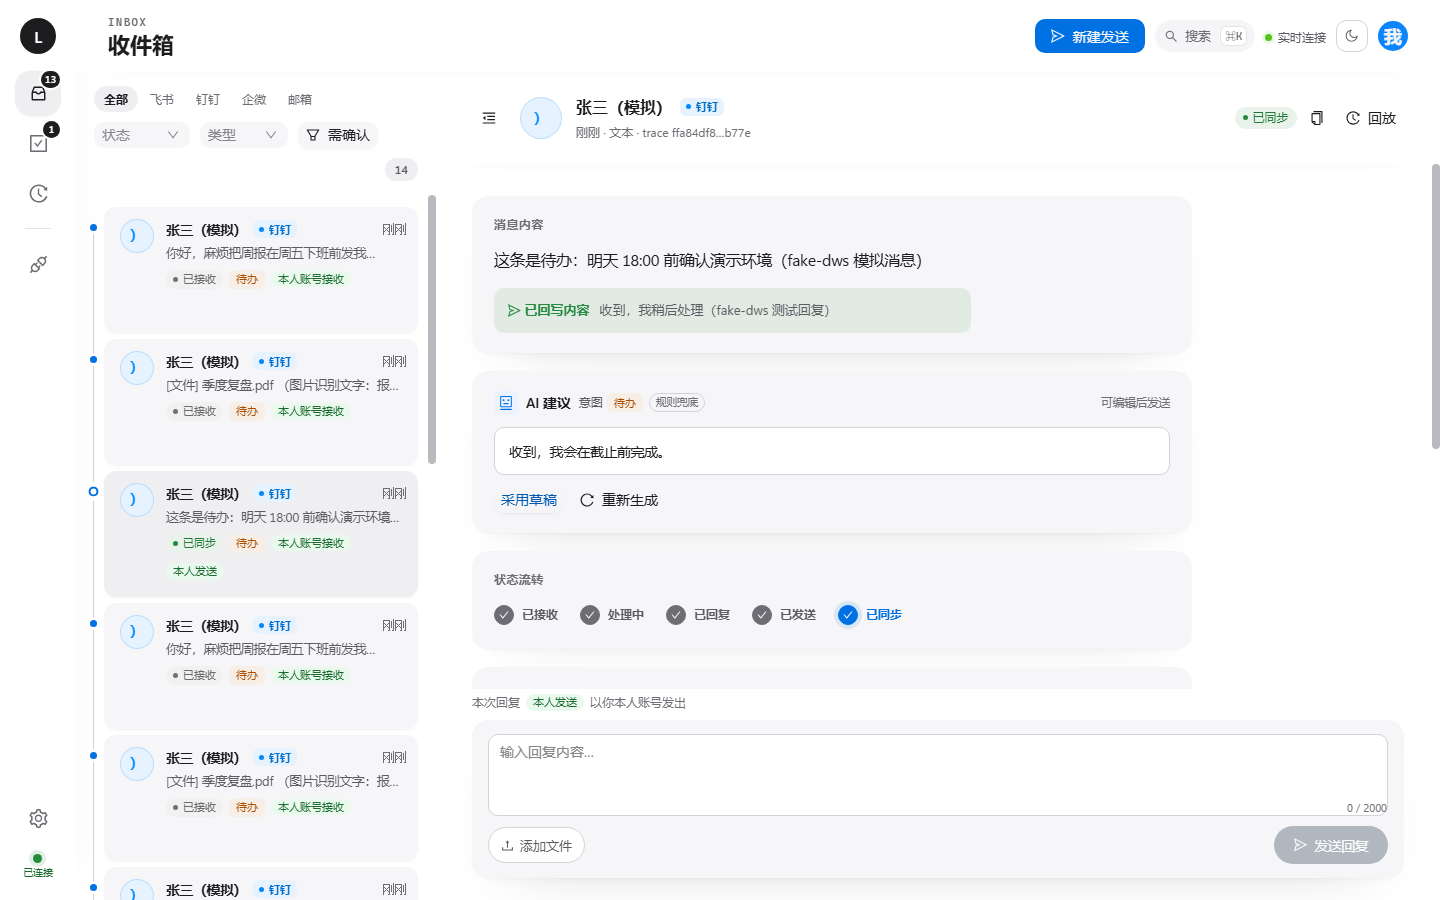 L
13
1
已连接
INBOX
收件箱
新建发送
搜索
⌘K
实时连接
我
全部
飞书
钉钉
企微
邮箱
状态
类型
需确认
14
)
张三（模拟）
钉钉
刚刚
你好，麻烦把周报在周五下班前发我...
已接收
待办
本人账号接收
)
张三（模拟）
钉钉
刚刚
[文件] 季度复盘.pdf （图片识别文字：报...
已接收
待办
本人账号接收
)
张三（模拟）
钉钉
刚刚
这条是待办：明天 18:00 前确认演示环境...
已同步
待办
本人账号接收
本人发送
)
张三（模拟）
钉钉
刚刚
你好，麻烦把周报在周五下班前发我...
已接收
待办
本人账号接收
)
张三（模拟）
钉钉
刚刚
[文件] 季度复盘.pdf （图片识别文字：报...
已接收
待办
本人账号接收
)
张三（模拟）
钉钉
刚刚
)
张三（模拟）
钉钉
刚刚 · 文本 · trace ffa84df8...b77e
已同步
回放
消息内容
这条是待办：明天 18:00 前确认演示环境（fake-dws 模拟消息）
已回写内容 收到，我稍后处理（fake-dws 测试回复）
AI 建议
意图
待办
规则兜底
可编辑后发送
收到，我会在截止前完成。
采用草稿
重新生成
状态流转
已接收
处理中
已回复
已发送
已同步
本次回复
本人发送
以你本人账号发出
输入回复内容...
0 / 2000
添加文件
发送回复